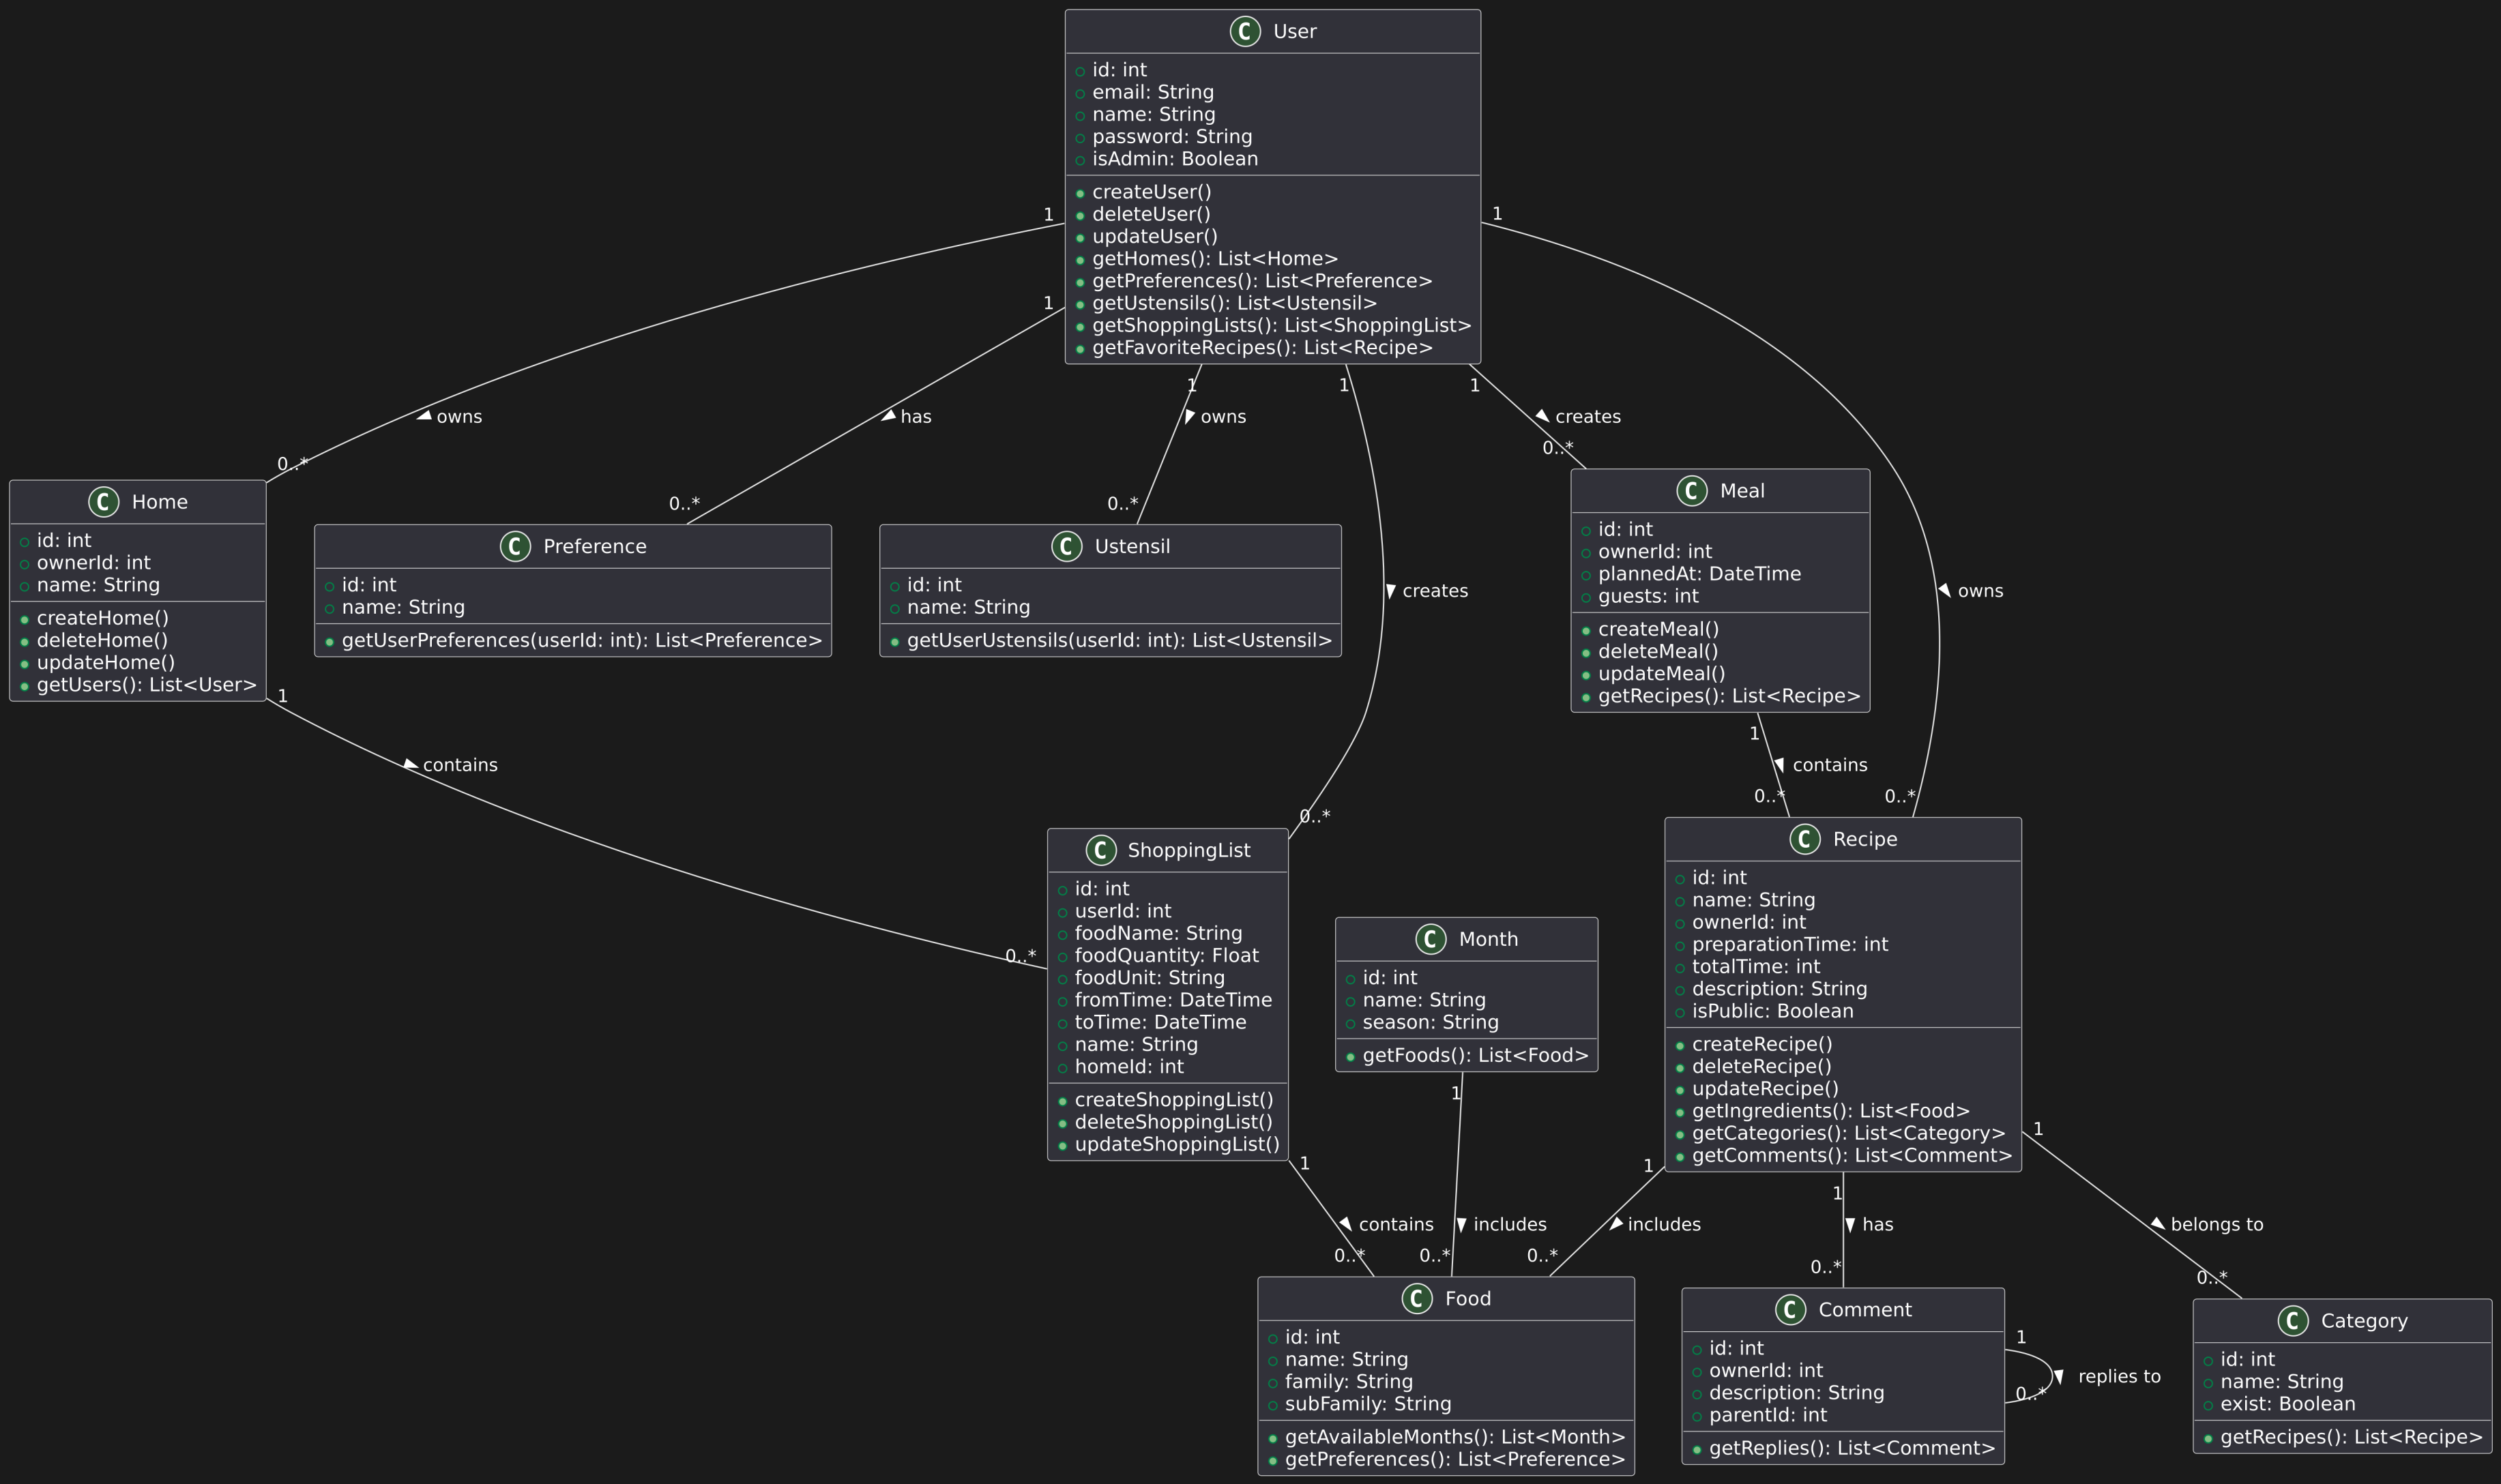 C User
id: int
email: String
name: String
password: String
isAdmin: Boolean
createUser()
deleteUser()
updateUser()
getHomes(): List<Home>
getPreferences(): List<Preference>
getUstensils(): List<Ustensil>
getShoppingLists(): List<ShoppingList>
getFavoriteRecipes(): List<Recipe>
1
1
1
1
1
1
owns
has
owns
creates
creates
owns
0..*
0..*
0..*
0..*
0..*
0..*
C Home
id: int
ownerId: int
name: String
createHome()
deleteHome()
updateHome()
getUsers(): List<User>
1
contains
0..*
C Preference
id: int
name: String
getUserPreferences(userId: int): List<Preference>
C Ustensil
id: int
name: String
getUserUstensils(userId: int): List<Ustensil>
C Meal
id: int
ownerId: int
plannedAt: DateTime
guests: int
createMeal()
deleteMeal()
updateMeal()
getRecipes(): List<Recipe>
1
contains
0..*
C ShoppingList
id: int
userId: int
foodName: String
foodQuantity: Float
foodUnit: String
fromTime: DateTime
toTime: DateTime
name: String
homeId: int
createShoppingList()
deleteShoppingList()
updateShoppingList()
1
contains
0..*
C Month
id: int
name: String
season: String
getFoods(): List<Food>
1
includes
0..*
C Recipe
id: int
name: String
ownerId: int
preparationTime: int
totalTime: int
description: String
isPublic: Boolean
createRecipe()
deleteRecipe()
updateRecipe()
getIngredients(): List<Food>
getCategories(): List<Category>
getComments(): List<Comment>
1
includes
0..*
1
has
0..*
1
belongs to
0..*
C Food
id: int
name: String
family: String
subFamily: String
getAvailableMonths(): List<Month>
getPreferences(): List<Preference>
C Comment
id: int
ownerId: int
description: String
parentId: int
getReplies(): List<Comment>
1
replies to
0..*
C Category
id: int
name: String
exist: Boolean
getRecipes(): List<Recipe>